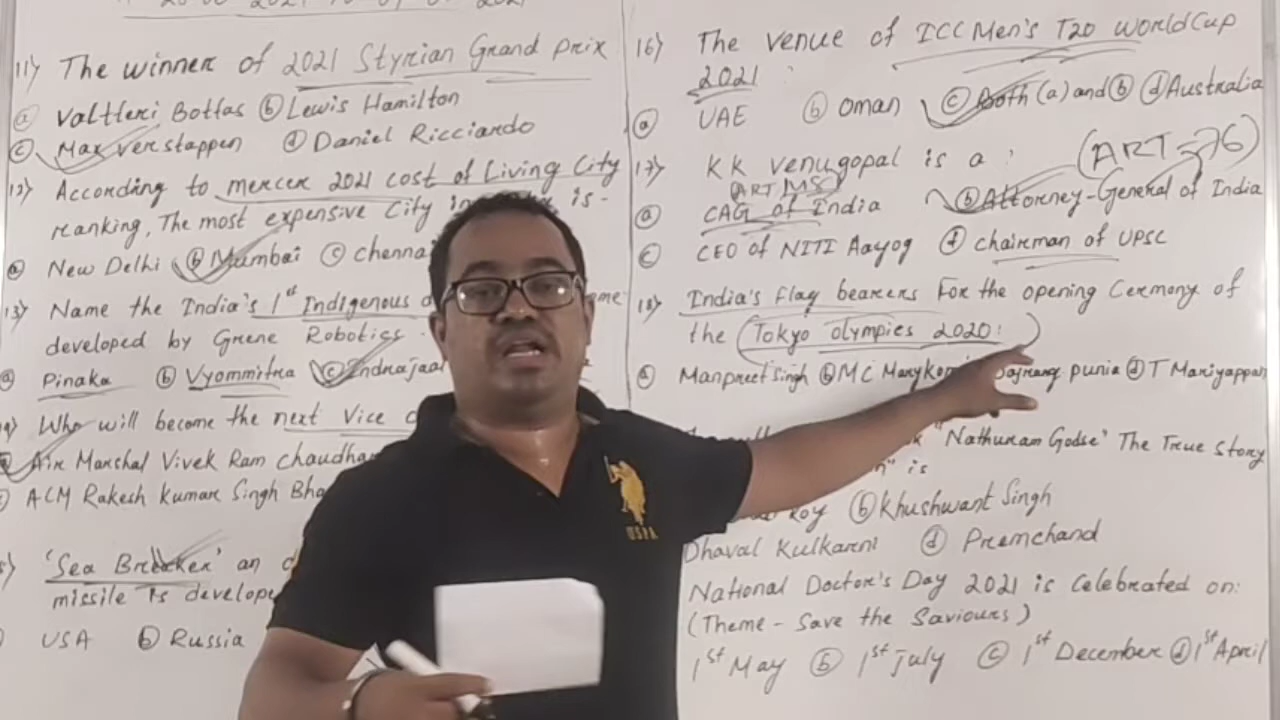 11) The winner of 2021 Styrian Grand Prix
(a) Valtteri Bottas (b) Lewis Hamilton
(c) Max verstappen (d) Daniel Ricciardo
12) According to mercer 2021 cost of Living City
ranking, The most expensive City in is -
(a) New Delhi (b) Mumbai (c) Chennai
13) Name the India's 1st Indigenous
developed by Grene Robotics -
(a) Pinaka (b) Vyommitra (c) Indrajaal
Who will become the next Vice
Air Marshal Vivek Ram Chaudhar
ACM Rakesh Kumar Singh Bha
'Sea Breaker' an
missile is develope
USA (b) Russia
16) The venue of ICC Men's T20 WorldCup
2021 :
(a) UAE (b) Oman (c) Both (a) and (b) (d) Australia
17) KK venugopal is a : (ART-76)
(ART 148)
(a) CAG of India (b) Attorney-General of India
(c) CEO of NITI Aayog (d) Chairman of UPSC
18) India's Flag bearers For the opening Cermony of
the (Tokyo olympics 2020:)
(a) Manpreet Singh (b) MC Marykom Bajrang punia (d) T Mariyappan
"Nathuram Godse' The True Story
" is
Roy (b) Khushwant Singh
Dhaval Kulkarni (d) Premchand
National Doctor's Day 2021 is Celebrated on:
(Theme - Save the Saviours)
1st May (b) 1st July (c) 1st December (d) 1st April
USPA